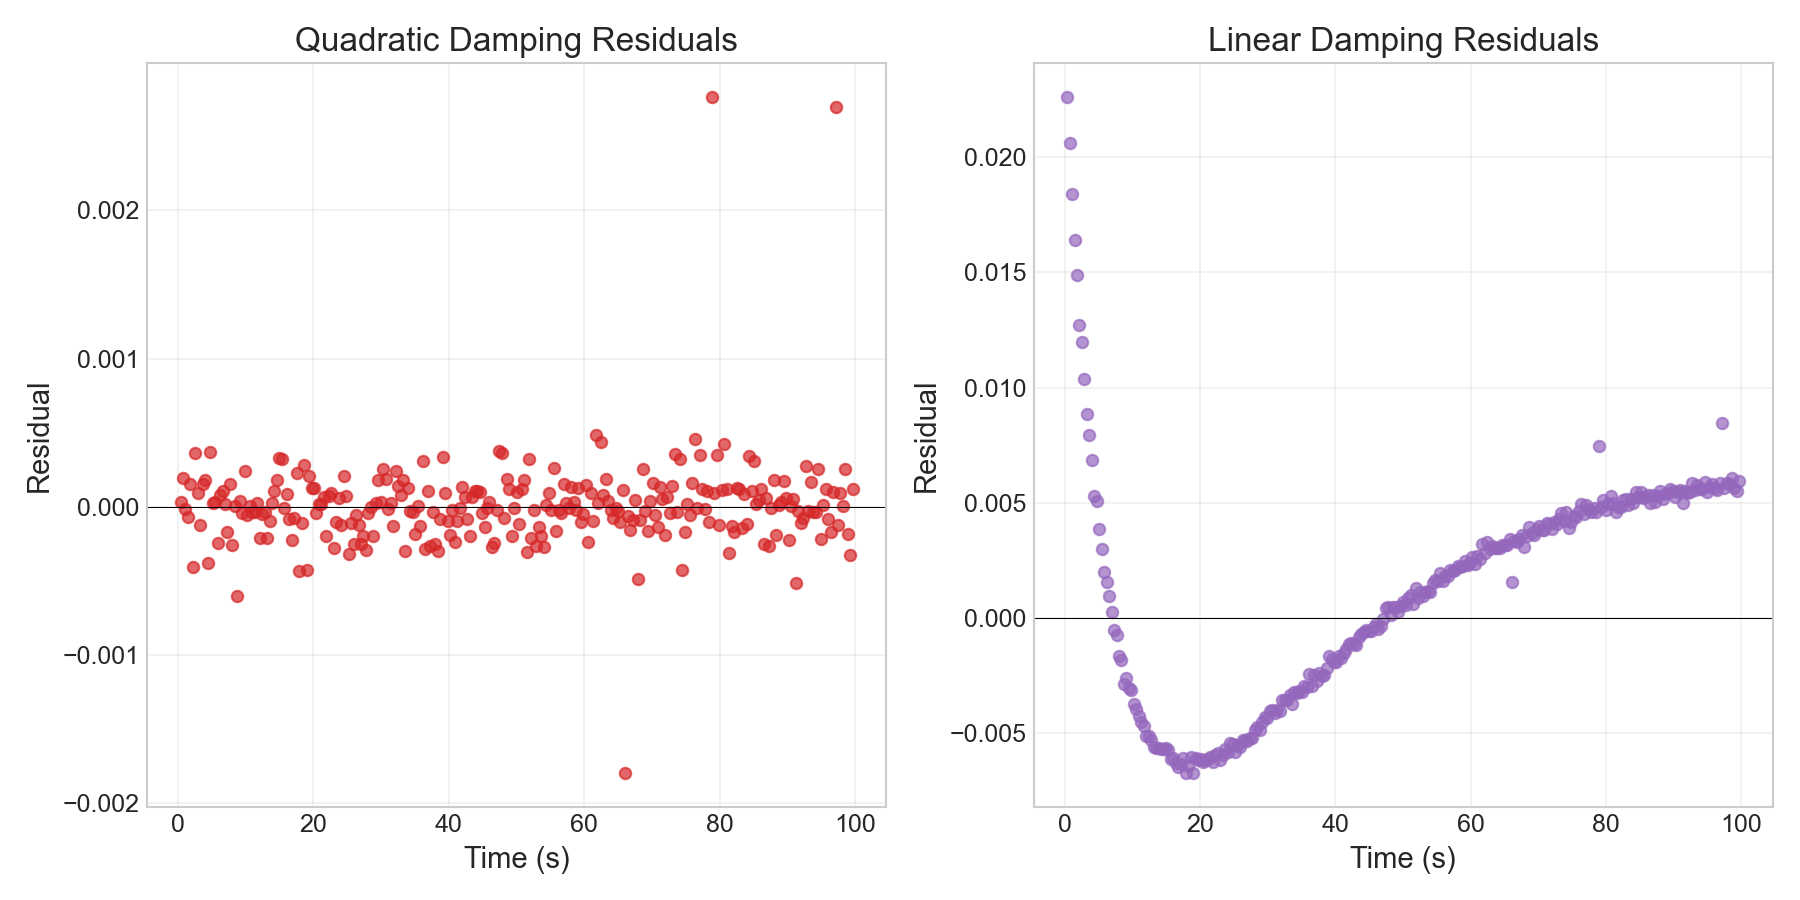 Quadratic Damping Residuals
Residual
0.002
0.001
0.000
−0.001
−0.002
0 20 40 60 80 100
Time (s)
Linear Damping Residuals
Residual
0.020
0.015
0.010
0.005
0.000
−0.005
0 20 40 60 80 100
Time (s)